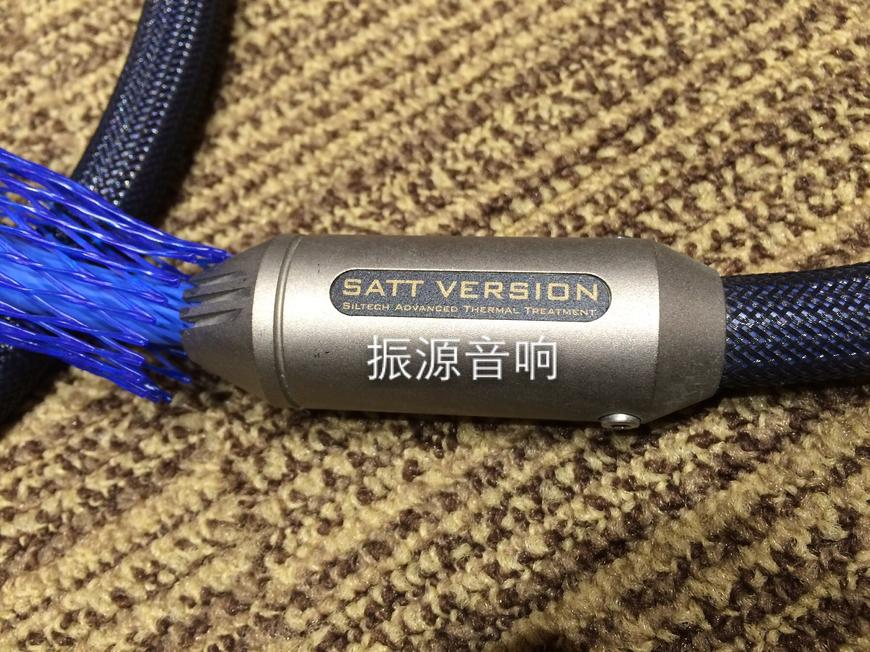 SATT VERSION
SILTECH ADVANCED THERMAL TREATMENT
振源音响